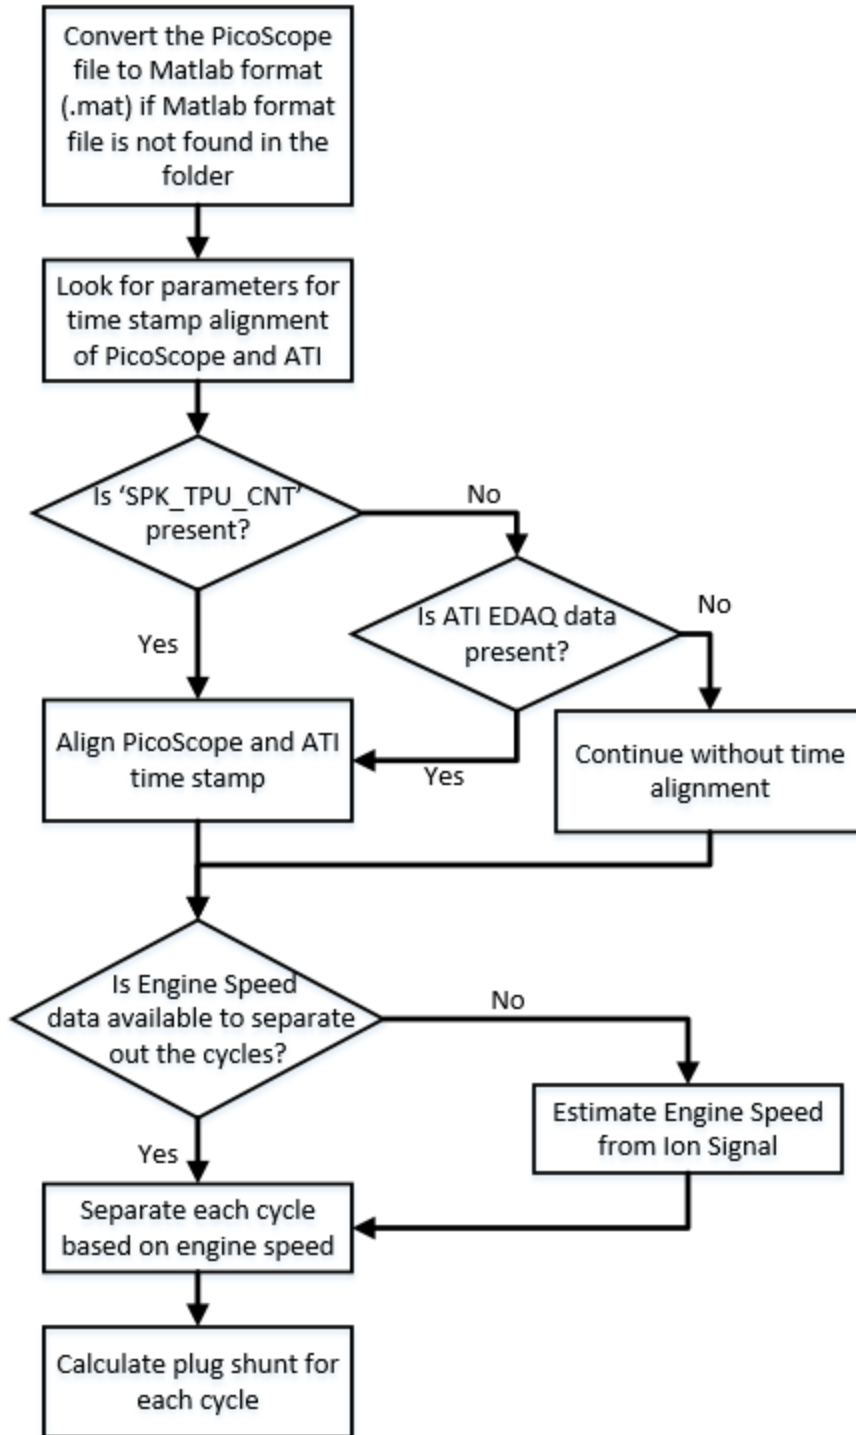 Convert the PicoScope
file to Matlab format
(.mat) if Matlab format
file is not found in the
folder
Look for parameters for
time stamp alignment
of PicoScope and ATI
Is ‘SPK_TPU_CNT’
present?
No
Is ATI EDAQ data
present?
No
Yes
Align PicoScope and ATI
time stamp
Yes
Continue without time
alignment
Is Engine Speed
data available to separate
out the cycles?
No
Estimate Engine Speed
from Ion Signal
Yes
Separate each cycle
based on engine speed
Calculate plug shunt for
each cycle